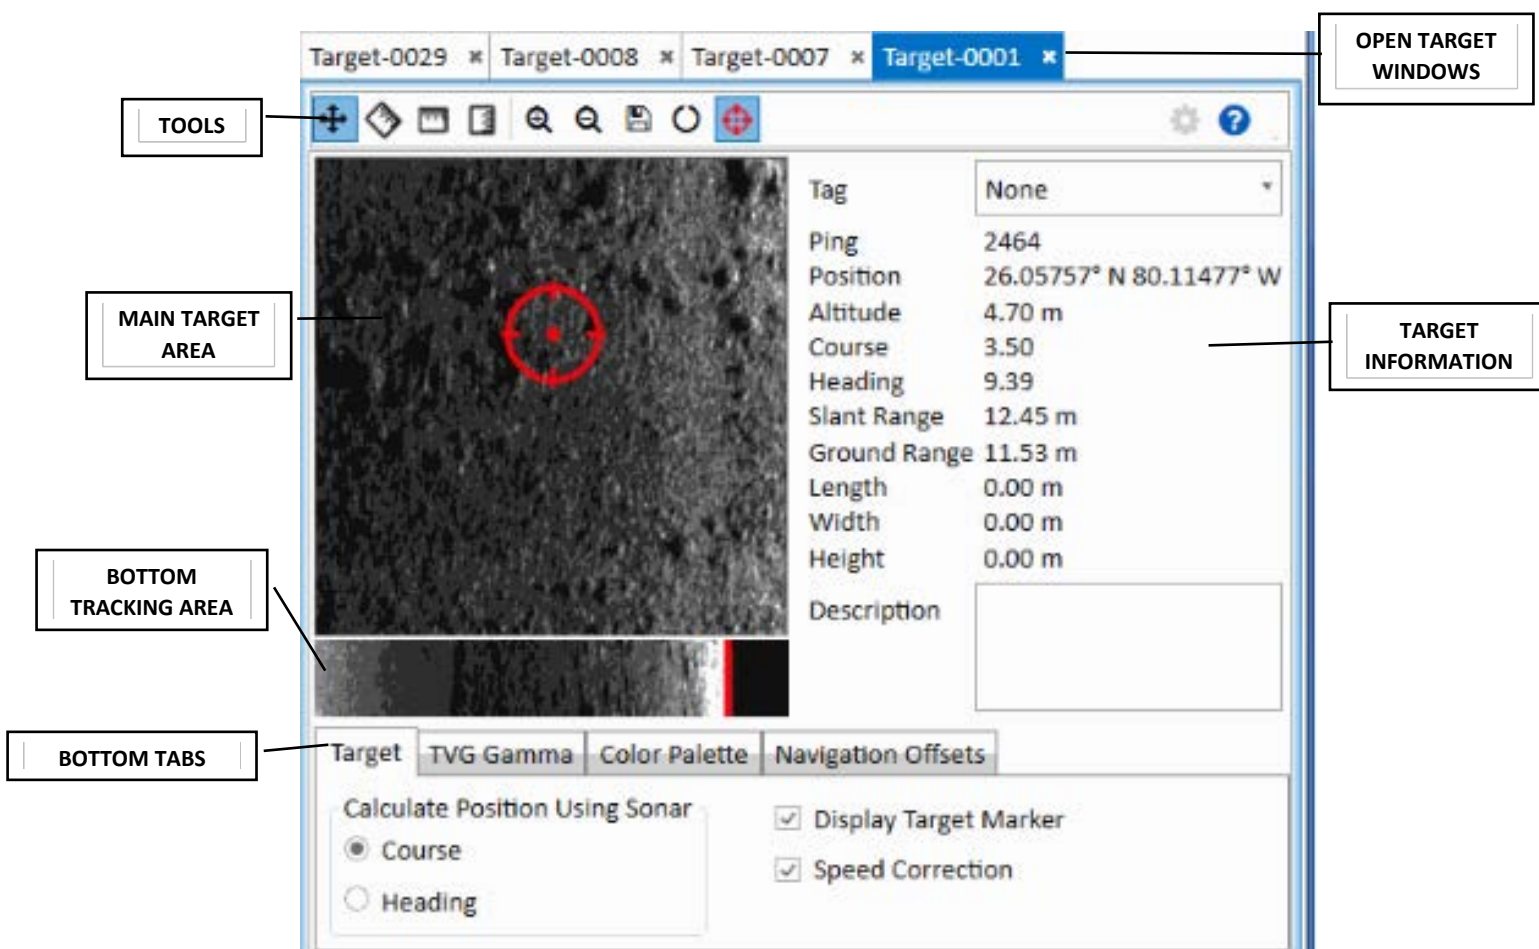 Target-0029 Target-0008 Target-0007 Target-0001
OPEN TARGET
WINDOWS
TOOLS
?
Tag None
Ping 2464
Position 26.05757° N 80.11477° W
Altitude 4.70 m
Course 3.50
Heading 9.39
Slant Range 12.45 m
Ground Range 11.53 m
Length 0.00 m
Width 0.00 m
Height 0.00 m
Description
MAIN TARGET
AREA
TARGET
INFORMATION
BOTTOM
TRACKING AREA
BOTTOM TABS
Target TVG Gamma Color Palette Navigation Offsets
Calculate Position Using Sonar
Course
Heading
Display Target Marker
Speed Correction